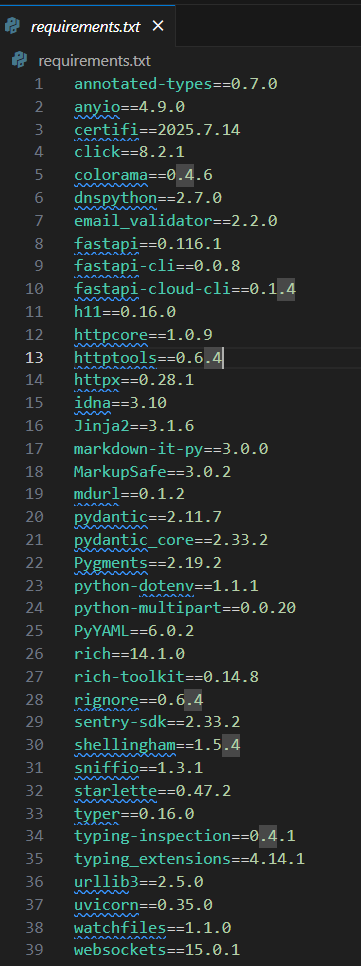 requirements.txt ×
requirements.txt
1 annotated-types==0.7.0
2 anyio==4.9.0
3 certifi==2025.7.14
4 click==8.2.1
5 colorama==0.4.6
6 dnspython==2.7.0
7 email_validator==2.2.0
8 fastapi==0.116.1
9 fastapi-cli==0.0.8
10 fastapi-cloud-cli==0.1.4
11 h11==0.16.0
12 httpcore==1.0.9
13 httptools==0.6.4
14 httpx==0.28.1
15 idna==3.10
16 Jinja2==3.1.6
17 markdown-it-py==3.0.0
18 MarkupSafe==3.0.2
19 mdurl==0.1.2
20 pydantic==2.11.7
21 pydantic_core==2.33.2
22 Pygments==2.19.2
23 python-dotenv==1.1.1
24 python-multipart==0.0.20
25 PyYAML==6.0.2
26 rich==14.1.0
27 rich-toolkit==0.14.8
28 rignore==0.6.4
29 sentry-sdk==2.33.2
30 shellingham==1.5.4
31 sniffio==1.3.1
32 starlette==0.47.2
33 typer==0.16.0
34 typing-inspection==0.4.1
35 typing_extensions==4.14.1
36 urllib3==2.5.0
37 uvicorn==0.35.0
38 watchfiles==1.1.0
39 websockets==15.0.1